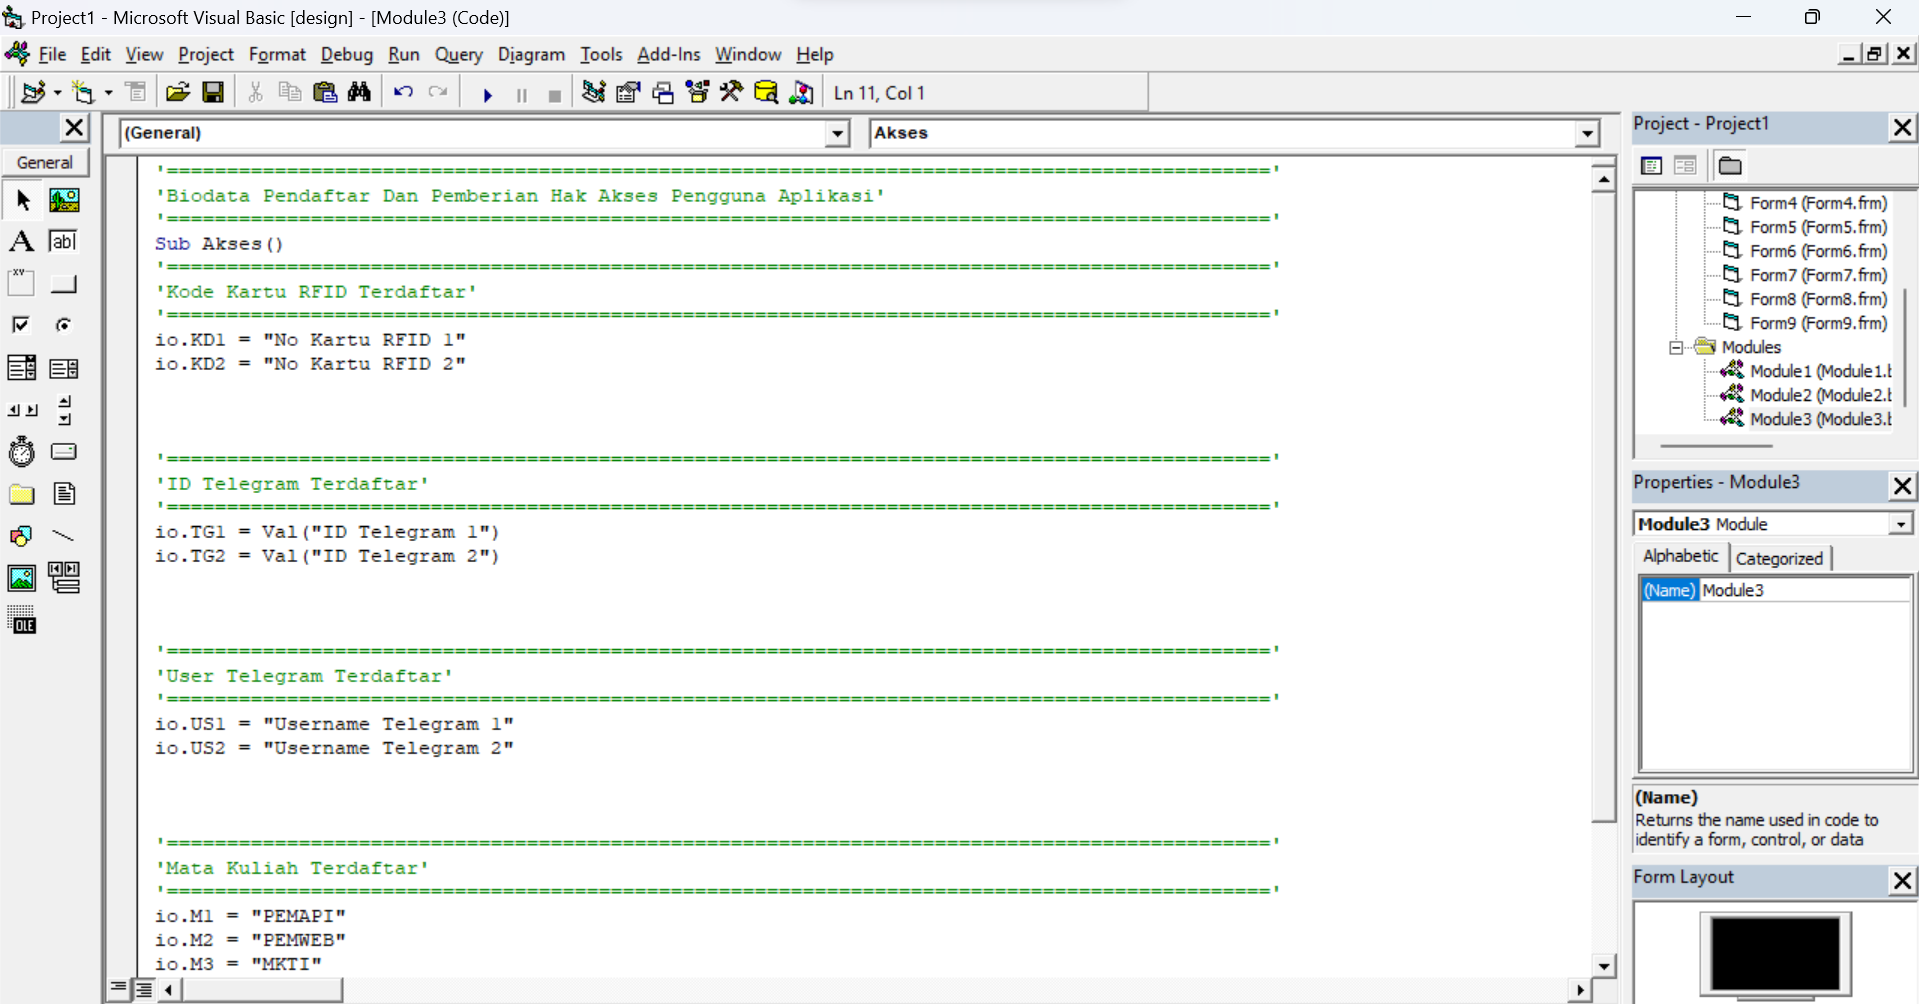 Project1 - Microsoft Visual Basic [design] - [Module3 (Code)]
File Edit View Project Format Debug Run Query Diagram Tools Add-Ins Window Help
Ln 11, Col 1
General
(General)
Akses
'=============================================================================================='
'Biodata Pendaftar Dan Pemberian Hak Akses Pengguna Aplikasi'
'=============================================================================================='
Sub Akses()
'=============================================================================================='
'Kode Kartu RFID Terdaftar'
'=============================================================================================='
io.KD1 = "No Kartu RFID 1"
io.KD2 = "No Kartu RFID 2"
'=============================================================================================='
'ID Telegram Terdaftar'
'=============================================================================================='
io.TG1 = Val("ID Telegram 1")
io.TG2 = Val("ID Telegram 2")
'=============================================================================================='
'User Telegram Terdaftar'
'=============================================================================================='
io.US1 = "Username Telegram 1"
io.US2 = "Username Telegram 2"
'=============================================================================================='
'Mata Kuliah Terdaftar'
'=============================================================================================='
io.M1 = "PEMAPI"
io.M2 = "PEMWEB"
io.M3 = "MKTI"
A
ab
XY
OLE
Project - Project1
Form4 (Form4.frm)
Form5 (Form5.frm)
Form6 (Form6.frm)
Form7 (Form7.frm)
Form8 (Form8.frm)
Form9 (Form9.frm)
Modules
Module1 (Module1.b
Module2 (Module2.b
Module3 (Module3.b
Properties - Module3
Module3 Module
Alphabetic Categorized
(Name) Module3
(Name)
Returns the name used in code to
identify a form, control, or data
Form Layout